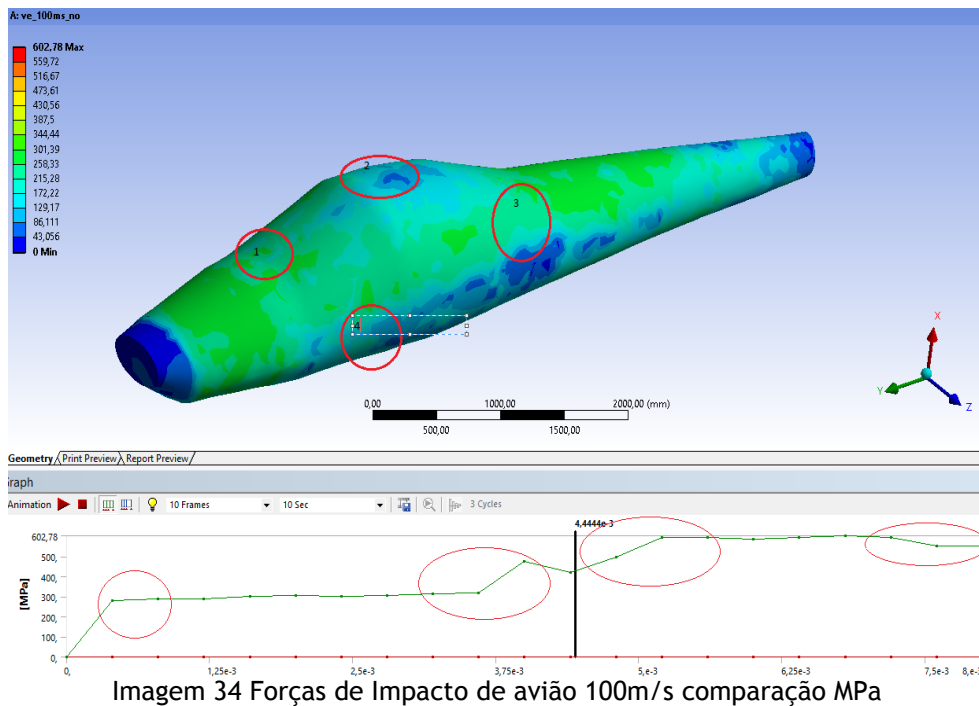 A: ve_100ms_no
602,78 Max
559,72
516,67
473,61
430,56
387,5
344,44
301,39
258,33
215,28
172,22
129,17
86,111
43,056
0 Min
2
3
1
4
X
Y
Z
0,00 1000,00 2000,00 (mm)
500,00 1500,00
Geometry Print Preview Report Preview
Graph
Animation 10 Frames 10 Sec 3 Cycles
4,4444e-3
602,78
500,
400,
300,
200,
100,
0,
[MPa]
0, 1,25e-3 2,5e-3 3,75e-3 5,e-3 6,25e-3 7,5e-3 8,e-3
Imagem 34 Forças de Impacto de avião 100m/s comparação MPa